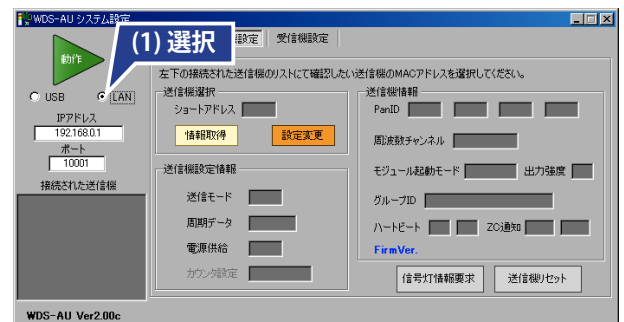 WDS-AU システム設定
(1) 選択
設定
受信機設定
動作
左下の接続された送信機のリストにて確認したい送信機のMACアドレスを選択してください。
USB
LAN
IPアドレス
192.168.0.1
ポート
10001
接続された送信機
送信機選択
ショートアドレス
情報取得
設定変更
送信機設定情報
送信モード
周期データ
電源供給
カウンタ設定
送信機情報
PanID
周波数チャンネル
モジュール起動モード
出力強度
グループID
ハートビート
ZC通知
FirmVer.
信号灯情報要求
送信機リセット
WDS-AU Ver2.00c